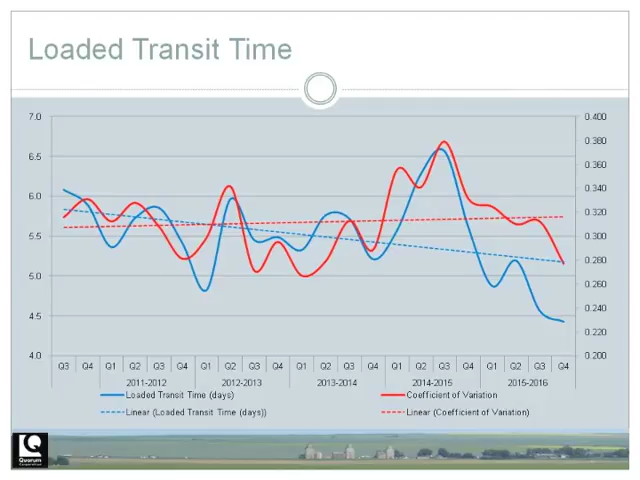 Loaded Transit Time
7.0
6.5
6.0
5.5
5.0
4.5
4.0
0.400
0.380
0.360
0.340
0.320
0.300
0.280
0.260
0.240
0.220
0.200
Q3 Q4 Q1 Q2 Q3 Q4 Q1 Q2 Q3 Q4 Q1 Q2 Q3 Q4 Q1 Q2 Q3 Q4 Q1 Q2 Q3 Q4
2011-2012 2012-2013 2013-2014 2014-2015 2015-2016
Loaded Transit Time (days) Coefficient of Variation
Linear (Loaded Transit Time (days)) Linear (Coefficient of Variation)
Quorum
Corporation